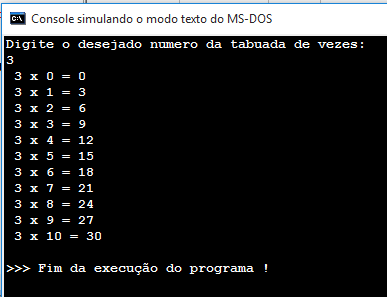 C:\
Console simulando o modo texto do MS-DOS
Digite o desejado numero da tabuada de vezes:
3
3 x 0 = 0
3 x 1 = 3
3 x 2 = 6
3 x 3 = 9
3 x 4 = 12
3 x 5 = 15
3 x 6 = 18
3 x 7 = 21
3 x 8 = 24
3 x 9 = 27
3 x 10 = 30
>>> Fim da execução do programa !